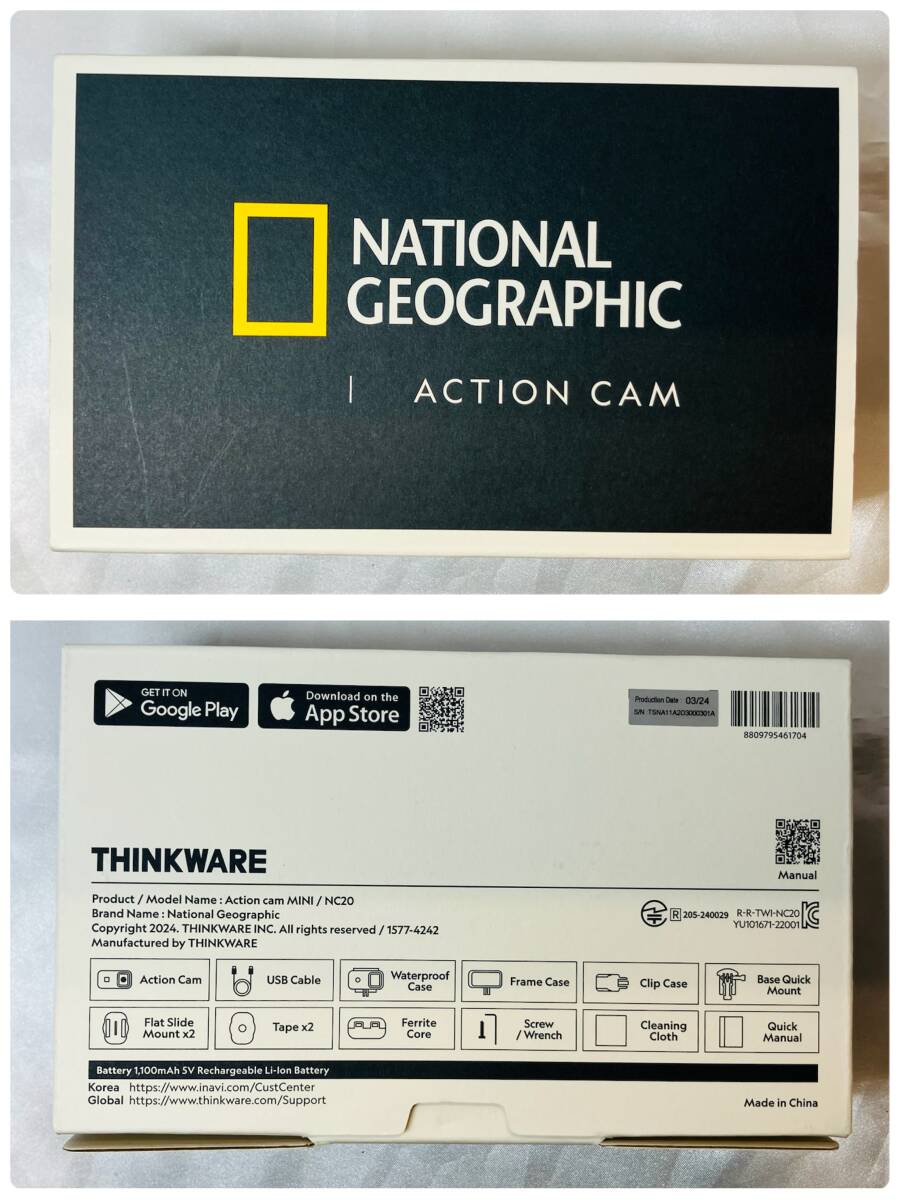 NATIONAL
GEOGRAPHIC
ACTION CAM
GET IT ON
Google Play
Download on the
App Store
Production Date : 03/24
S/N TSNA11A2D3000301A
8809795461704
Manual
THINKWARE
Product / Model Name : Action cam MINI / NC20
Brand Name : National Geographic
Copyright 2024. THINKWARE INC. All rights reserved / 1577-4242
Manufactured by THINKWARE
R 205-240029
R-R-TWI-NC20
YU101671-22001
Action Cam
USB Cable
Waterproof
Case
Frame Case
Clip Case
Base Quick
Mount
Flat Slide
Mount x2
Tape x2
Ferrite
Core
Screw
/ Wrench
Cleaning
Cloth
Quick
Manual
Battery 1,100mAh 5V Rechargeable Li-Ion Battery
Korea https://www.inavi.com/CustCenter
Global https://www.thinkware.com/Support
Made in China